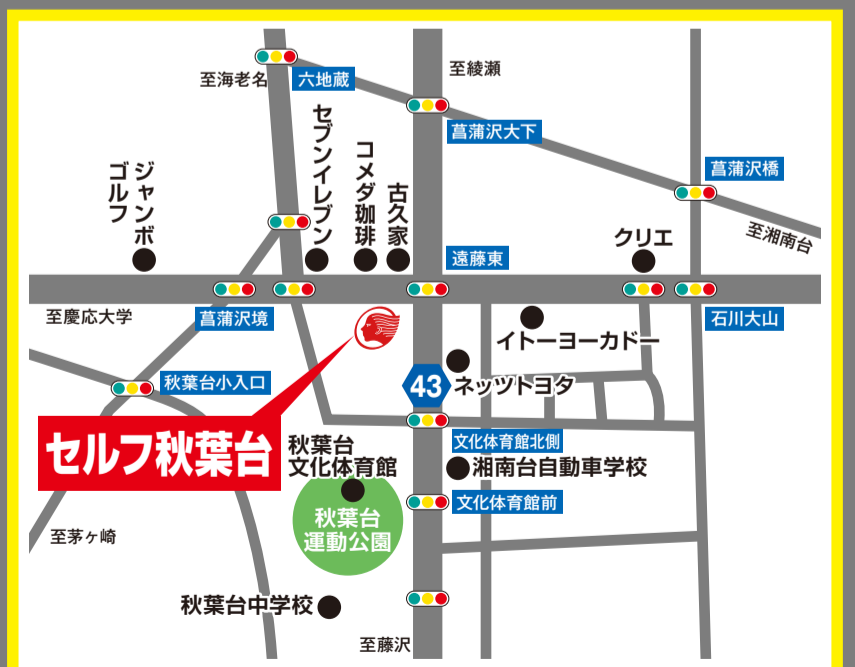 至海老名
六地蔵
至綾瀬
菖蒲沢大下
菖蒲沢橋
至湘南台
ジャンボ
ゴルフ
セブンイレブン
コメダ珈琲
古久家
遠藤東
クリエ
至慶応大学
菖蒲沢境
イトーヨーカドー
石川大山
秋葉台小入口
43
ネッツトヨタ
セルフ秋葉台
秋葉台
文化体育館
文化体育館北側
湘南台自動車学校
文化体育館前
秋葉台
運動公園
至茅ヶ崎
秋葉台中学校
至藤沢